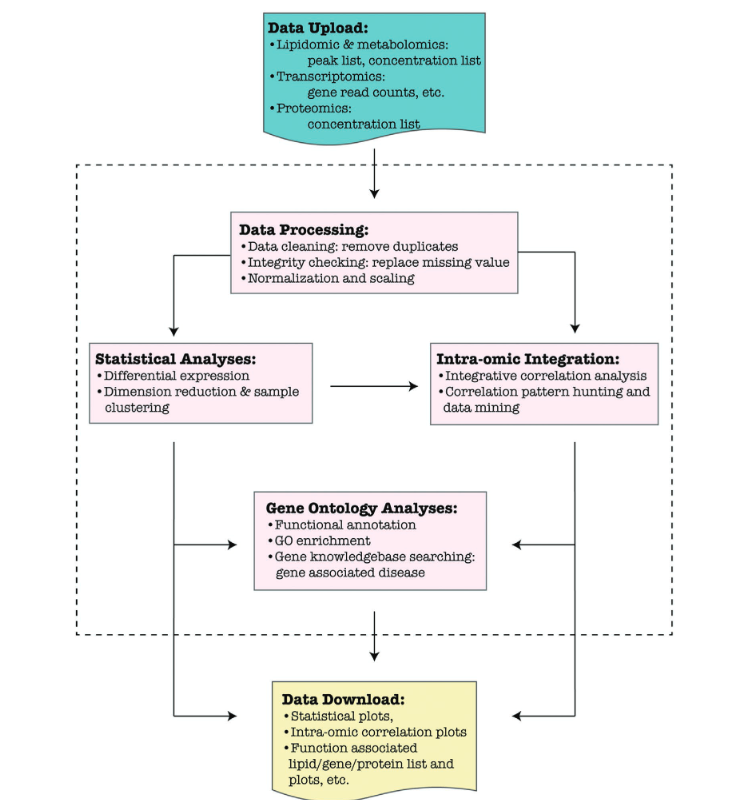 Data Upload:
•Lipidomic & metabolomics:
peak list, concentration list
•Transcriptomics:
gene read counts, etc.
•Proteomics:
concentration list
Data Processing:
•Data cleaning: remove duplicates
•Integrity checking: replace missing value
•Normalization and scaling
Statistical Analyses:
•Differential expression
•Dimension reduction & sample
clustering
Intra-omic Integration:
•Integrative correlation analysis
•Correlation pattern hunting and
data mining
Gene Ontology Analyses:
•Functional annotation
•GO enrichment
•Gene knowledgebase searching:
gene associated disease
Data Download:
•Statistical plots,
•Intra-omic correlation plots
•Function associated
lipid/gene/protein list and
plots, etc.